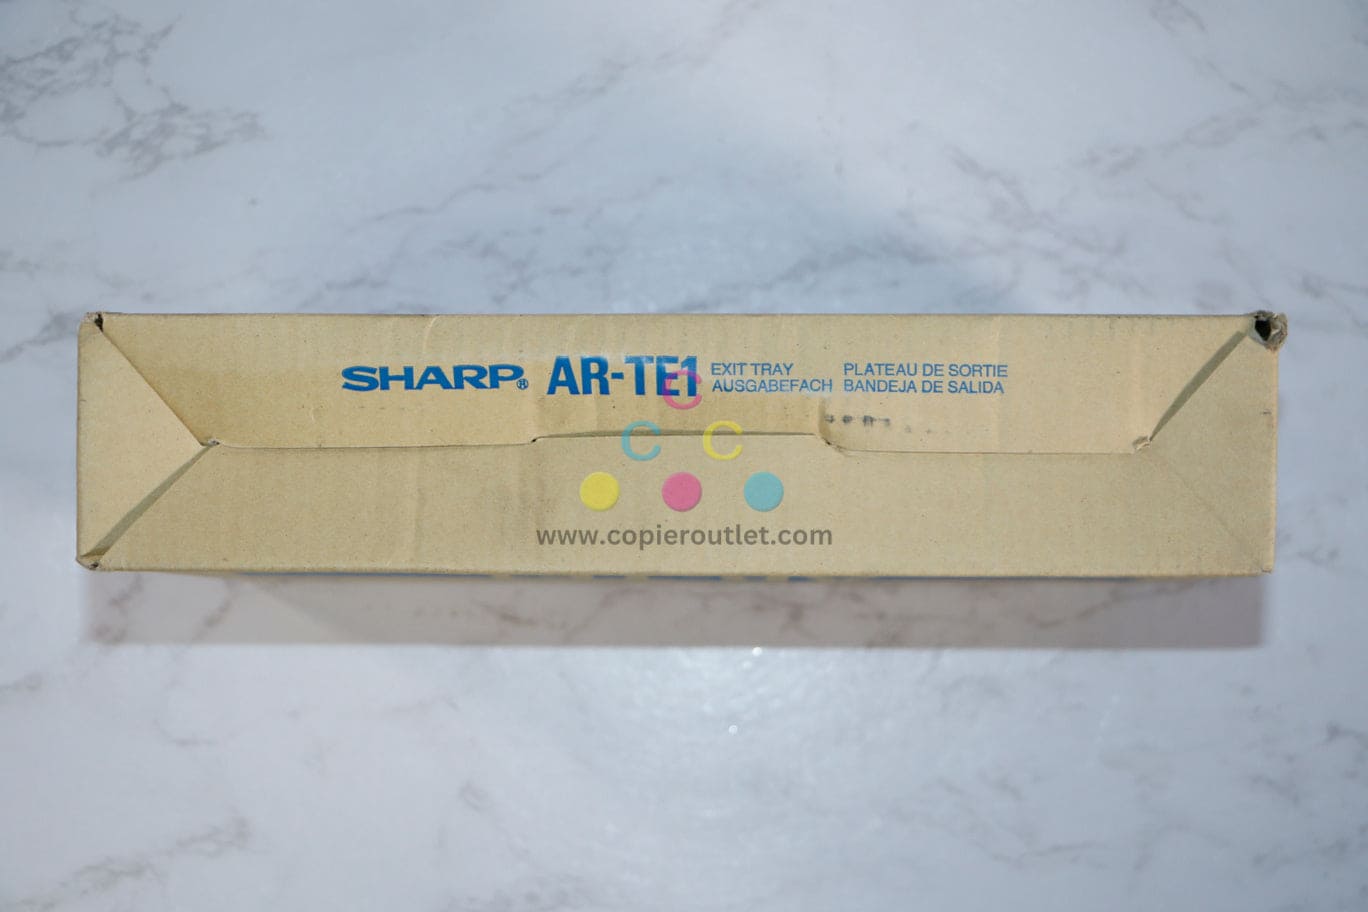 SHARP® AR-TE1 EXIT TRAY PLATEAU DE SORTIE
AUSGABEFACH BANDEJA DE SALIDA
C
C C
www.copieroutlet.com